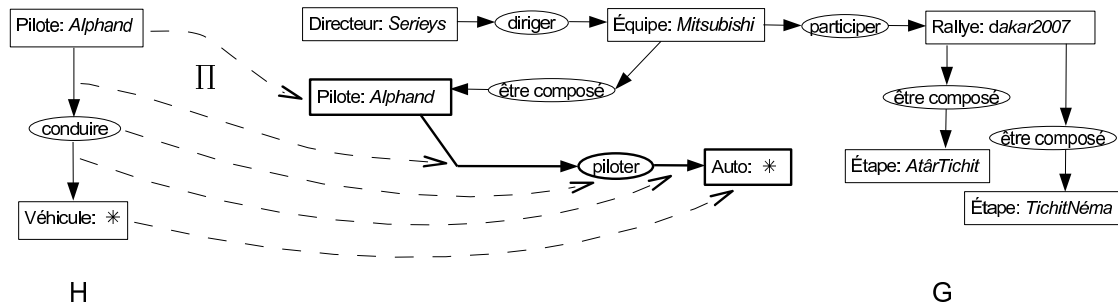 Pilote: Alphand
conduire
Véhicule: ✳
H
∏
Directeur: Serieys
diriger
Équipe: Mitsubishi
participer
Rallye: dakar2007
Pilote: Alphand
être composé
piloter
Auto: ✳
être composé
Étape: AtârTichit
être composé
Étape: TichitNéma
G